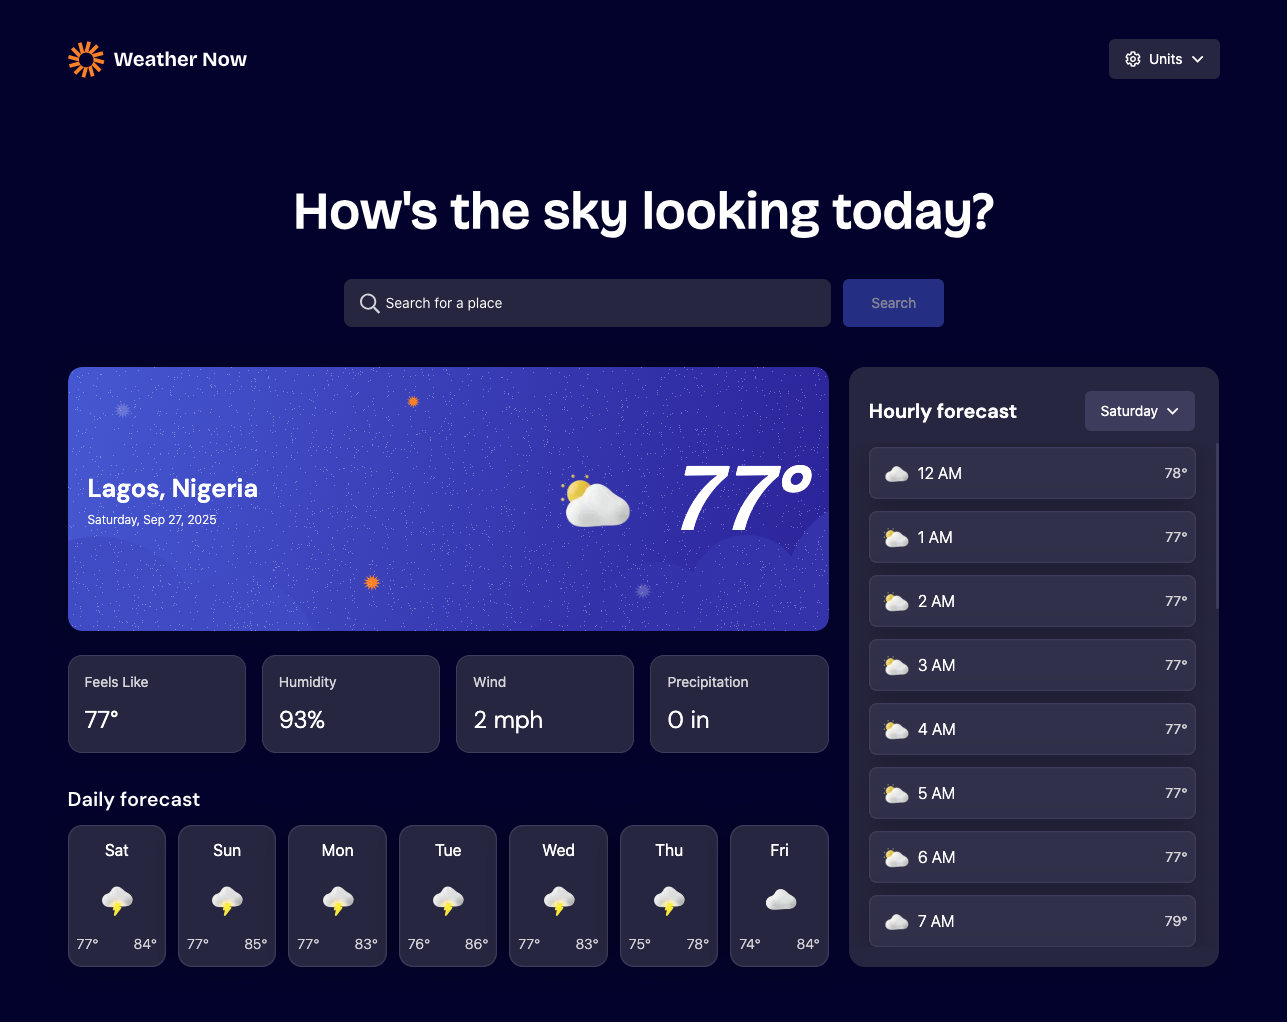 Weather Now
Units
How's the sky looking today?
Search for a place
Search
Lagos, Nigeria
Saturday, Sep 27, 2025
77°
Feels Like
77°
Humidity
93%
Wind
2 mph
Precipitation
0 in
Daily forecast
Sat
77° 84°
Sun
77° 85°
Mon
77° 83°
Tue
76° 86°
Wed
77° 83°
Thu
75° 78°
Fri
74° 84°
Hourly forecast
Saturday
12 AM 78°
1 AM 77°
2 AM 77°
3 AM 77°
4 AM 77°
5 AM 77°
6 AM 77°
7 AM 79°